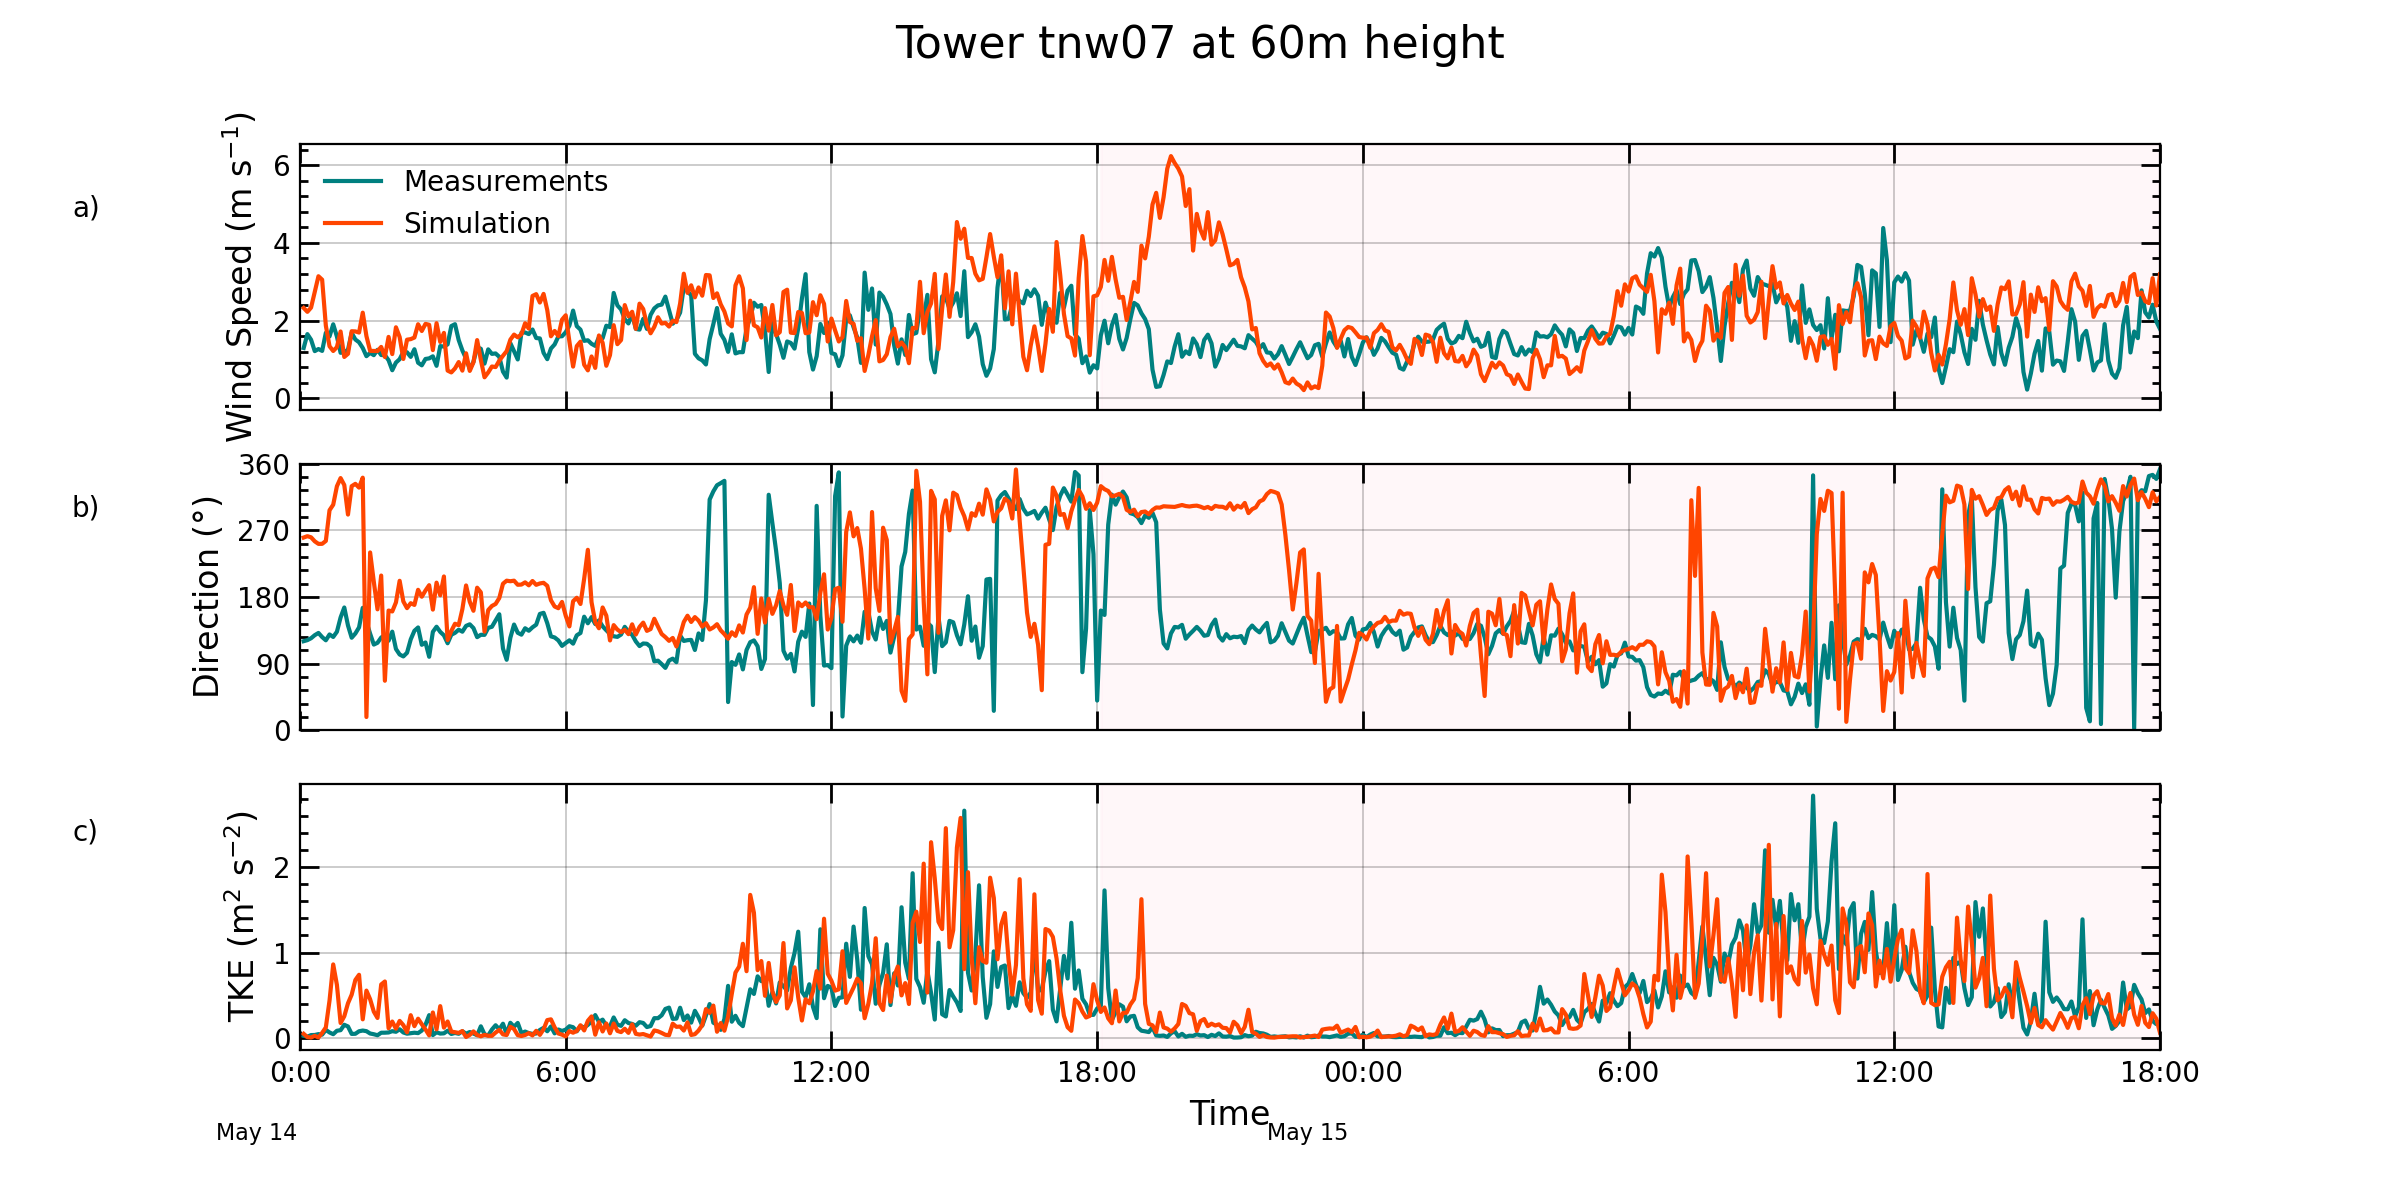 Tower tnw07 at 60m height
a)
Wind Speed (m s⁻¹)
6
4
2
0
Measurements
Simulation
b)
Direction (°)
360
270
180
90
0
c)
TKE (m² s⁻²)
2
1
0
0:00 6:00 12:00 18:00 00:00 6:00 12:00 18:00
Time
May 14 May 15